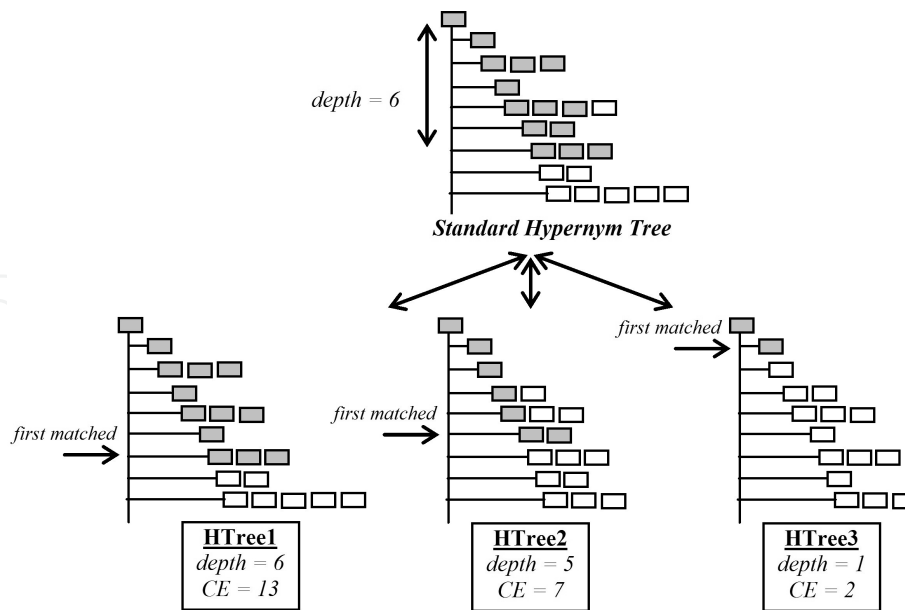 depth = 6
Standard Hypernym Tree
first matched
first matched
first matched
HTree1
depth = 6
CE = 13
HTree2
depth = 5
CE = 7
HTree3
depth = 1
CE = 2